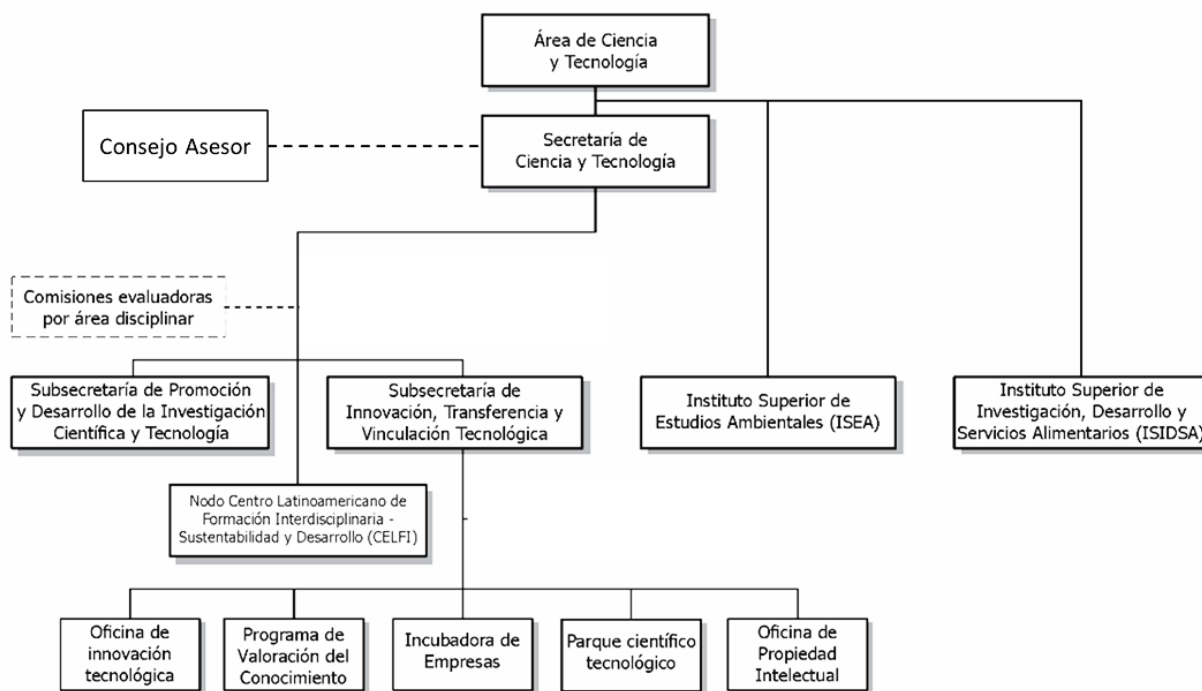 Área de Ciencia
y Tecnología
Consejo Asesor
Secretaría de
Ciencia y Tecnología
Comisiones evaluadoras
por área disciplinar
Subsecretaría de Promoción
y Desarrollo de la Investigación
Científica y Tecnología
Subsecretaría de
Innovación, Transferencia y
Vinculación Tecnológica
Instituto Superior de
Estudios Ambientales (ISEA)
Instituto Superior de
Investigación, Desarrollo y
Servicios Alimentarios (ISIDSA)
Nodo Centro Latinoamericano de
Formación Interdisciplinaria -
Sustentabilidad y Desarrollo (CELFI)
Oficina de
innovación
tecnológica
Programa de
Valoración del
Conocimiento
Incubadora de
Empresas
Parque científico
tecnológico
Oficina de
Propiedad
Intelectual